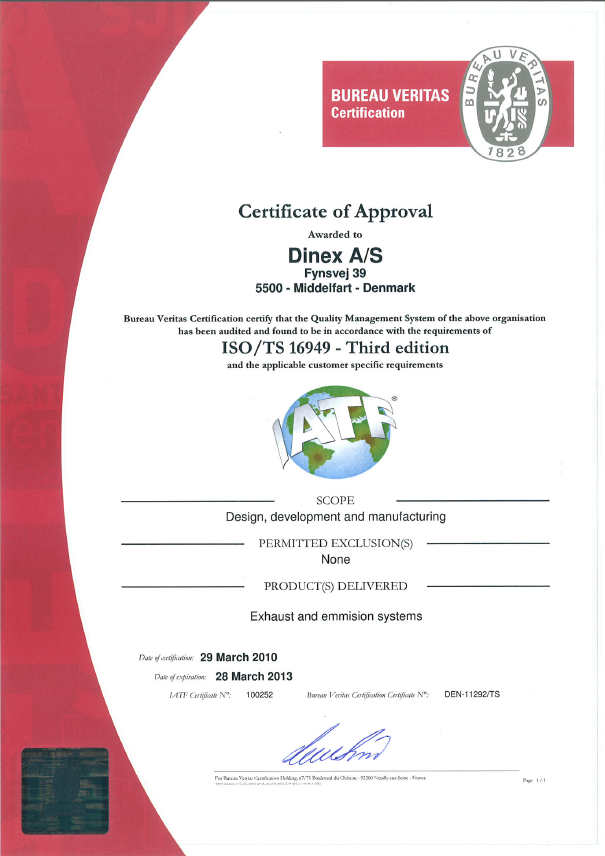 BUREAU VERITAS
Certification
BUREAU VERITAS
1828
Certificate of Approval
Awarded to
Dinex A/S
Fynsvej 39
5500 - Middelfart - Denmark
Bureau Veritas Certification certify that the Quality Management System of the above organisation
has been audited and found to be in accordance with the requirements of
ISO/TS 16949 - Third edition
and the applicable customer specific requirements
IATF®
SCOPE
Design, development and manufacturing
PERMITTED EXCLUSION(S)
None
PRODUCT(S) DELIVERED
Exhaust and emmision systems
Date of certification: 29 March 2010
Date of expiration: 28 March 2013
IATF Certificate N°: 100252 Bureau Veritas Certification Certificate N°: DEN-11292/TS
For Bureau Veritas Certification Holding, 67/71 Boulevard du Château - 92200 Neuilly-sur-Seine - France
Page 1 / 1